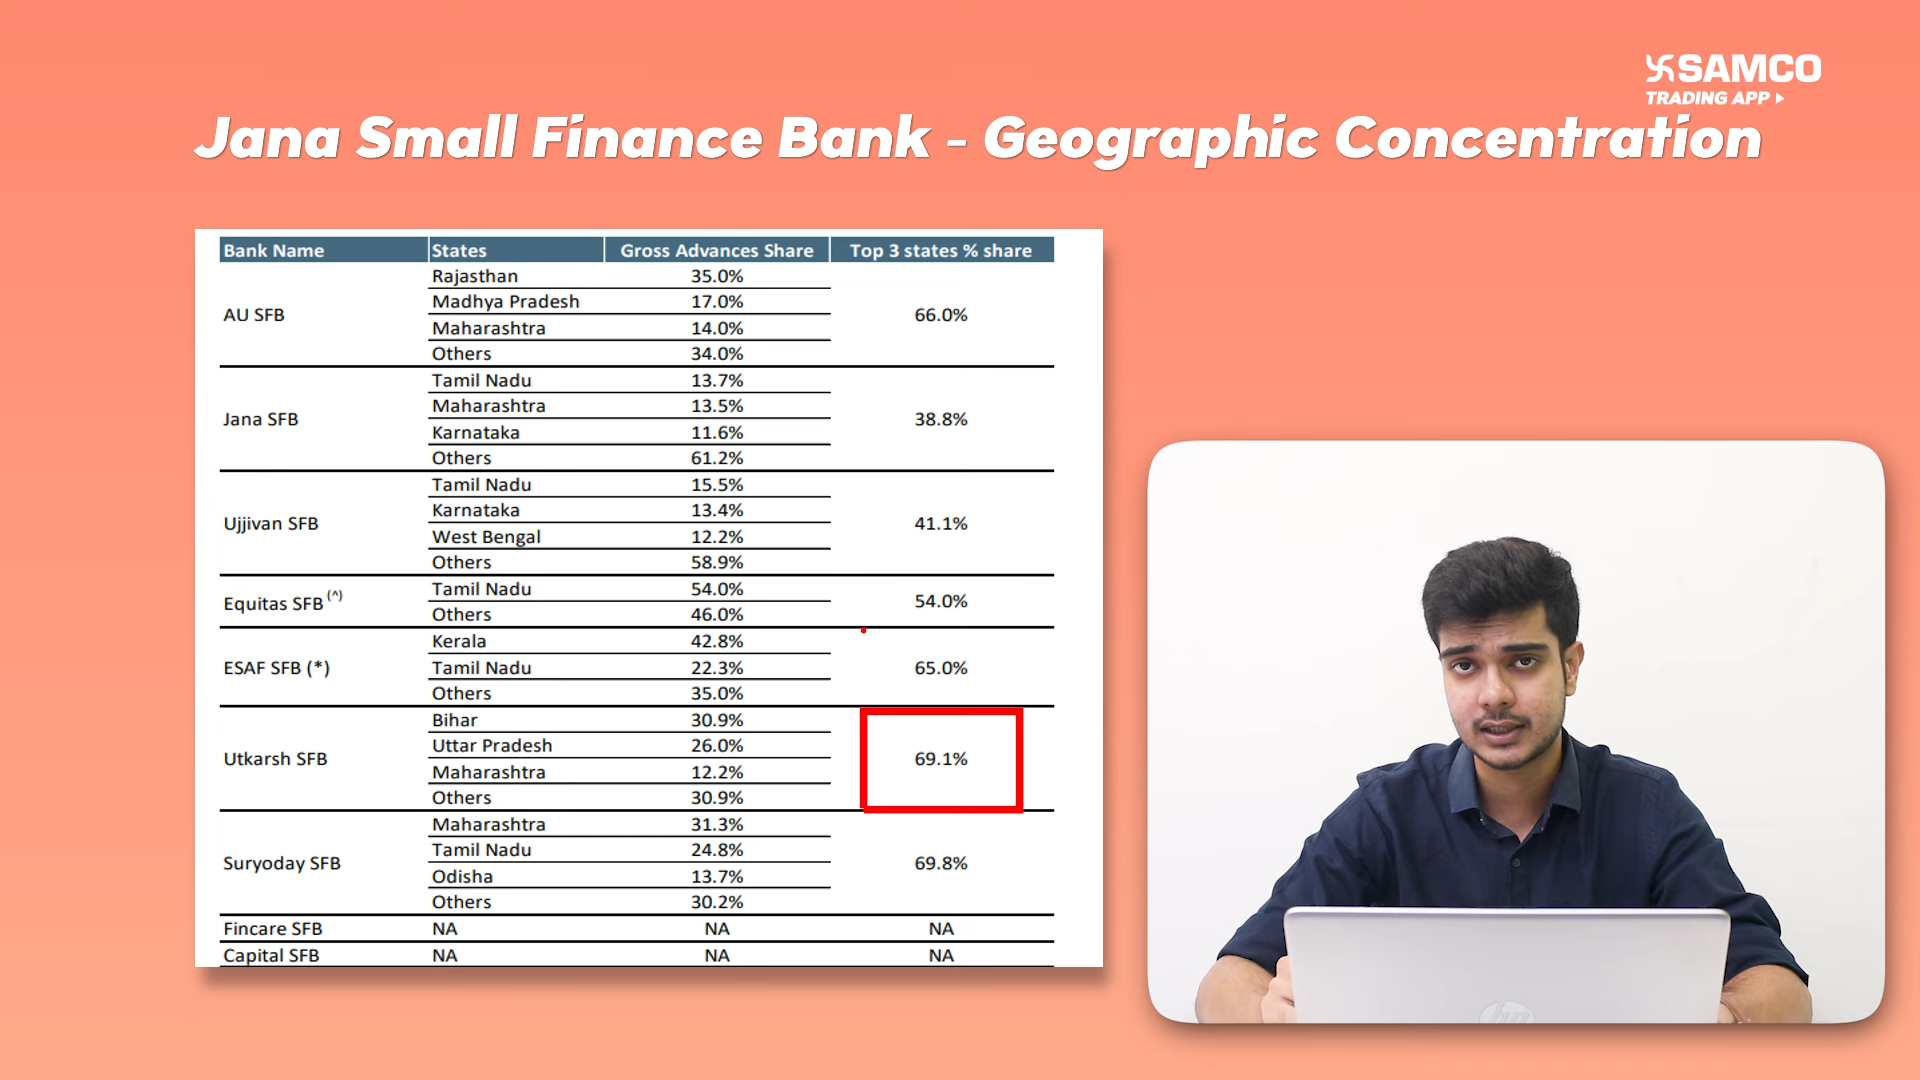 SAMCO
TRADING APP
Jana Small Finance Bank - Geographic Concentration
Bank Name States Gross Advances Share Top 3 states % share
AU SFB Rajasthan 35.0% 66.0%
Madhya Pradesh 17.0%
Maharashtra 14.0%
Others 34.0%
Jana SFB Tamil Nadu 13.7% 38.8%
Maharashtra 13.5%
Karnataka 11.6%
Others 61.2%
Ujjivan SFB Tamil Nadu 15.5% 41.1%
Karnataka 13.4%
West Bengal 12.2%
Others 58.9%
Equitas SFB (^) Tamil Nadu 54.0% 54.0%
Others 46.0%
ESAF SFB (*) Kerala 42.8% 65.0%
Tamil Nadu 22.3%
Others 35.0%
Utkarsh SFB Bihar 30.9% 69.1%
Uttar Pradesh 26.0%
Maharashtra 12.2%
Others 30.9%
Suryoday SFB Maharashtra 31.3% 69.8%
Tamil Nadu 24.8%
Odisha 13.7%
Others 30.2%
Fincare SFB NA NA NA
Capital SFB NA NA NA
hp